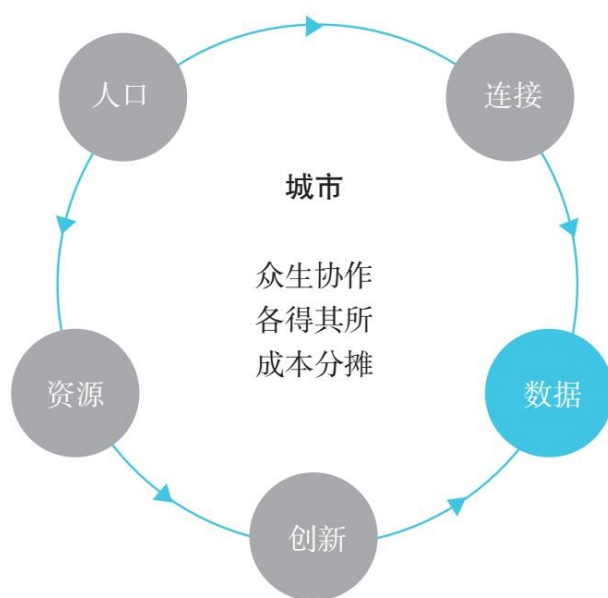 人口
连接
城市
众生协作
各得其所
成本分摊
资源
数据
创新